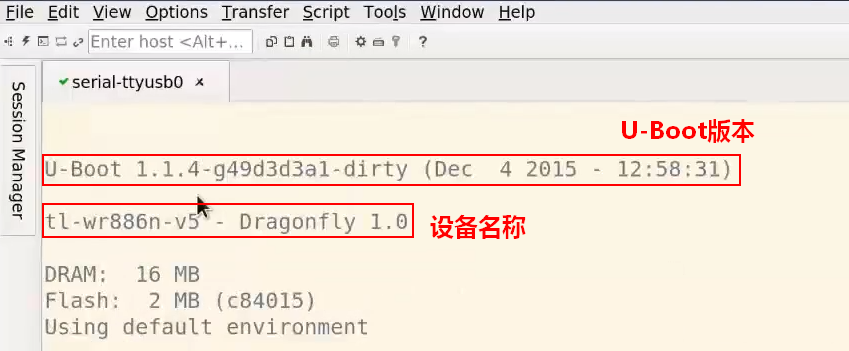 File Edit View Options Transfer Script Tools Window Help
Enter host <Alt+...
Session Manager
serial-ttyusb0
U-Boot版本
U-Boot 1.1.4-g49d3d3a1-dirty (Dec  4 2015 - 12:58:31)
tl-wr886n-v5 - Dragonfly 1.0
设备名称
DRAM:  16 MB
Flash:  2 MB (c84015)
Using default environment